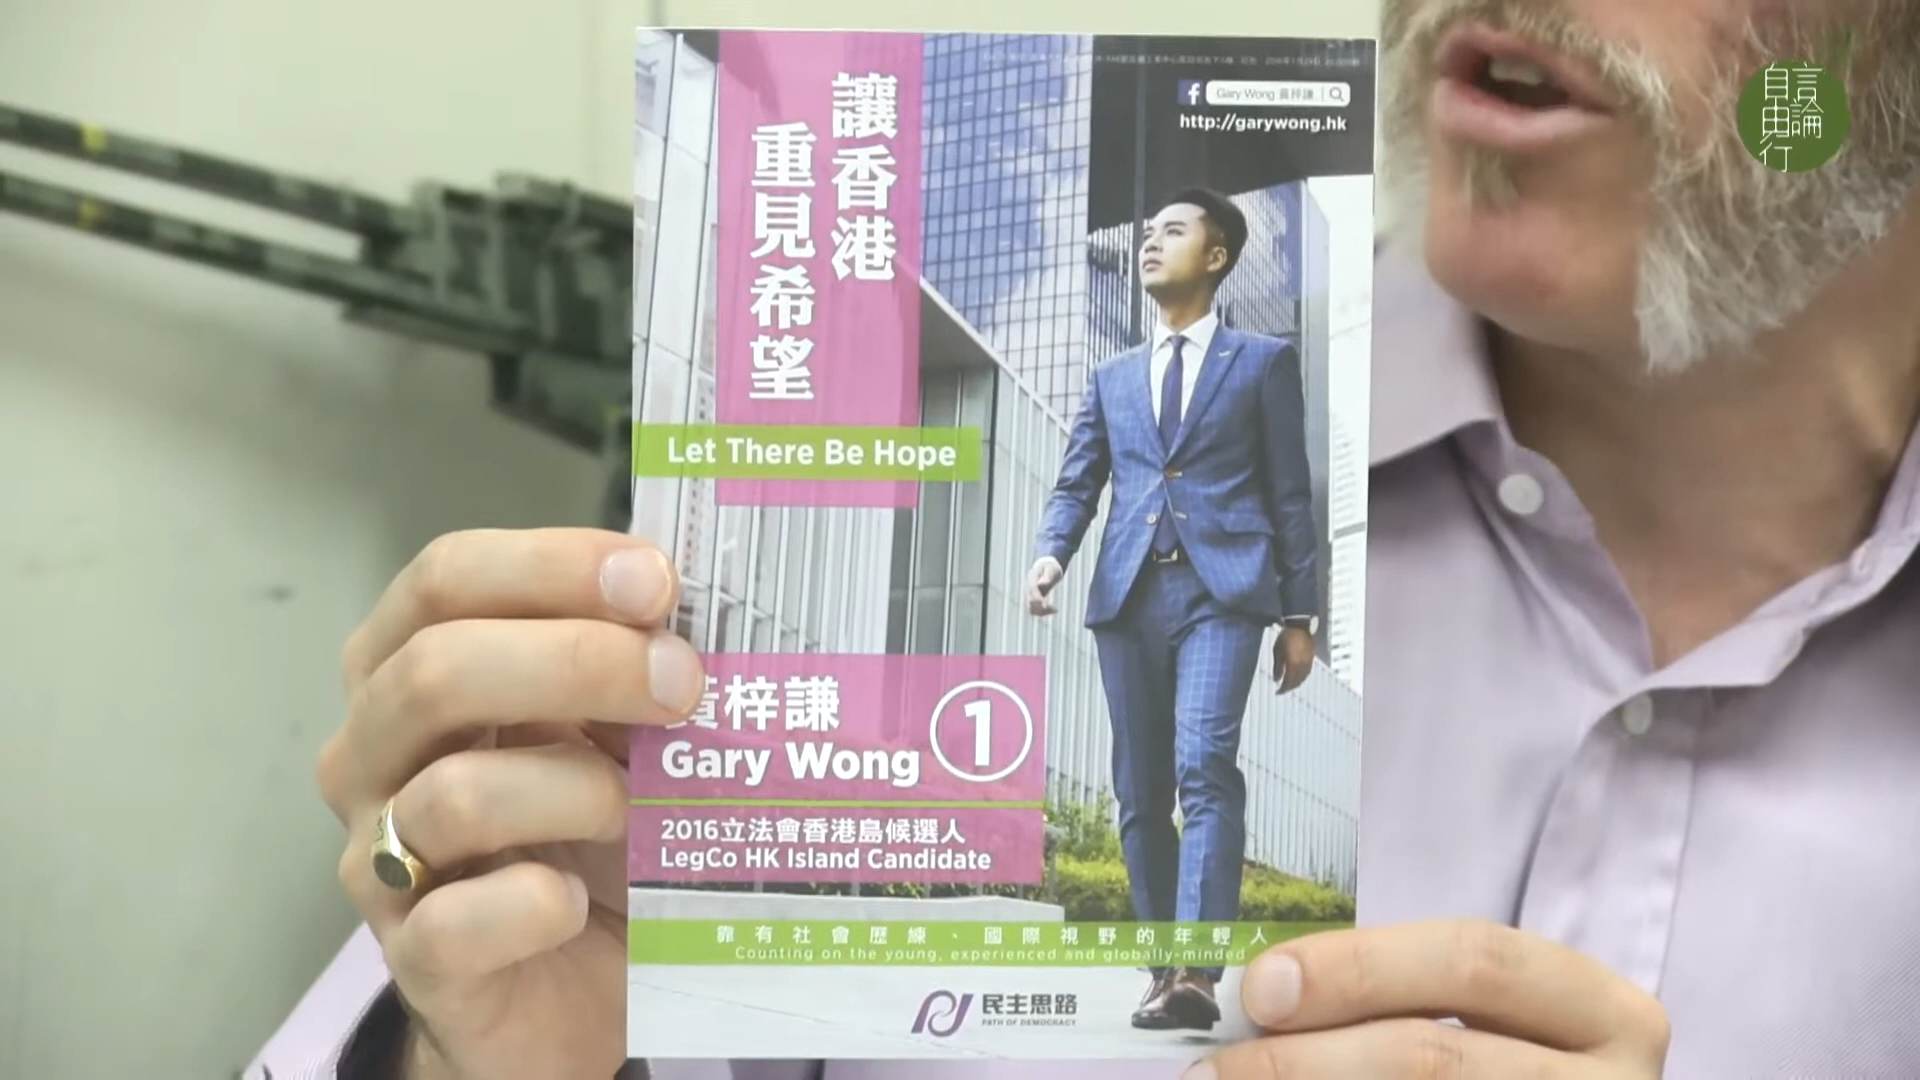 讓香港
重見希望
Let There Be Hope
Gary Wong 黃梓謙
http://garywong.hk
黃梓謙
Gary Wong
1
2016立法會香港島候選人
LegCo HK Island Candidate
靠有社會歷練、國際視野的年輕人
Counting on the young, experienced and globally-minded
民主思路
PATH OF DEMOCRACY
言論
自由行